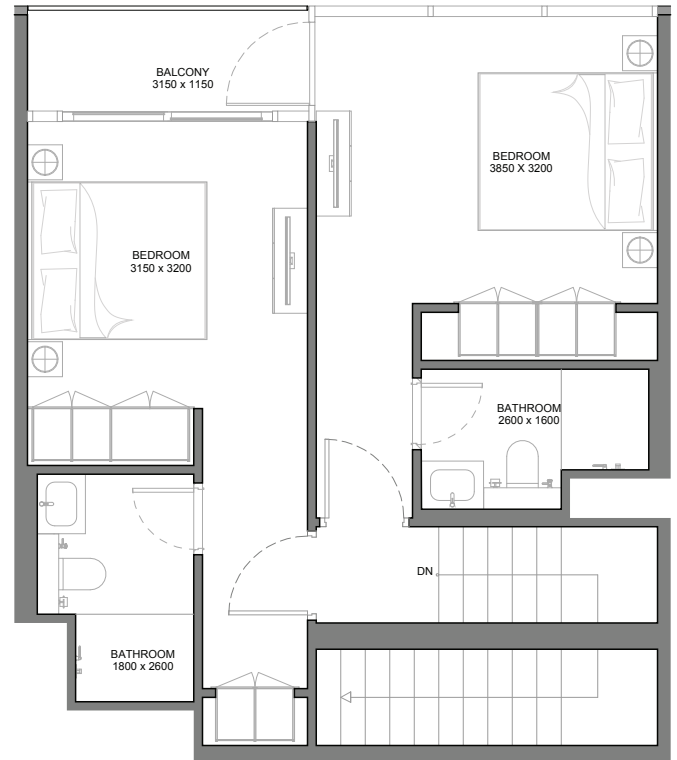 BALCONY
3150 x 1150
BEDROOM
3850 X 3200
BEDROOM
3150 x 3200
BATHROOM
2600 x 1600
DN
BATHROOM
1800 x 2600